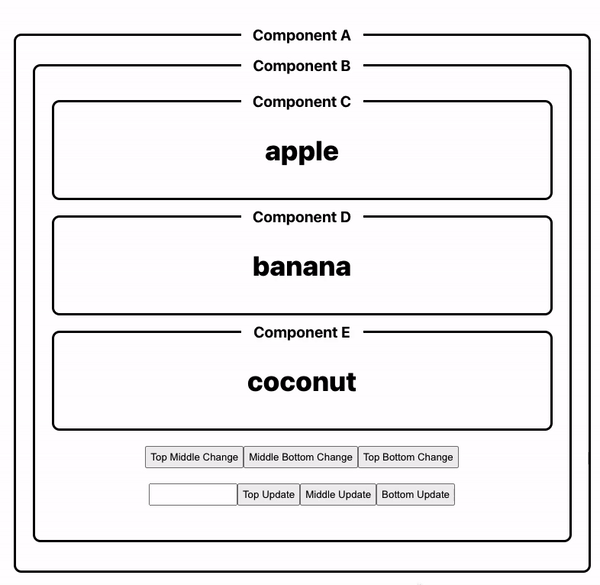 Component A
Component B
Component C
apple
Component D
banana
Component E
coconut
Top Middle Change Middle Bottom Change Top Bottom Change
Top Update Middle Update Bottom Update